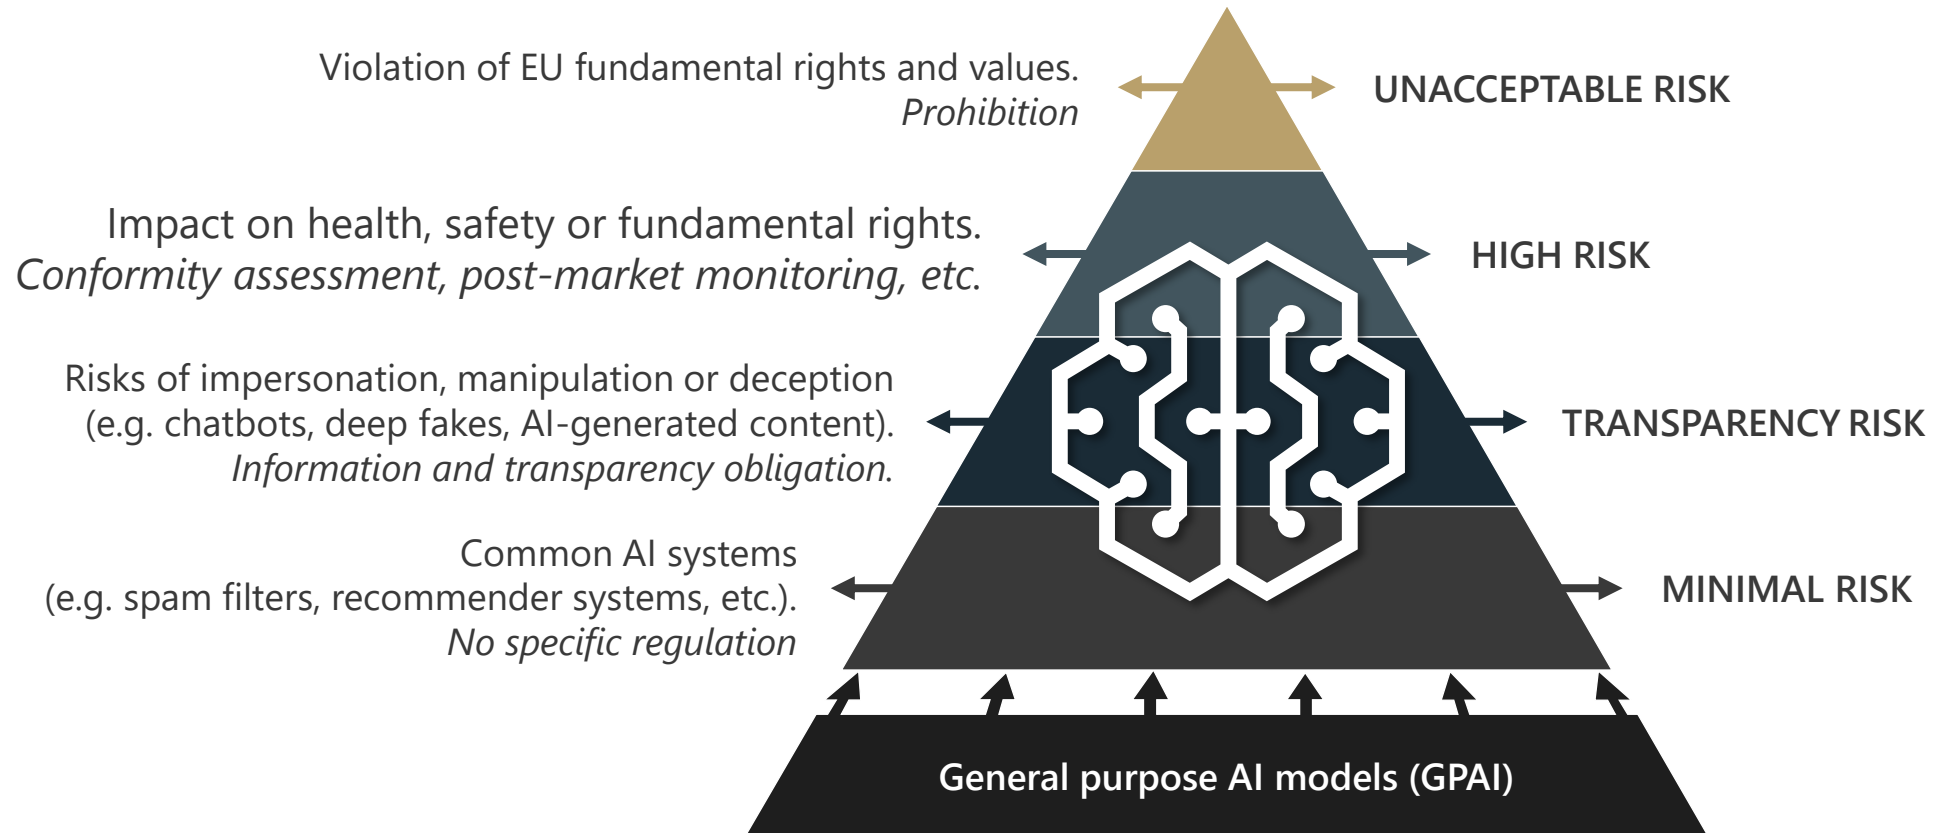 Violation of EU fundamental rights and values.
Prohibition
UNACCEPTABLE RISK
Impact on health, safety or fundamental rights.
Conformity assessment, post-market monitoring, etc.
HIGH RISK
Risks of impersonation, manipulation or deception
(e.g. chatbots, deep fakes, AI-generated content).
Information and transparency obligation.
TRANSPARENCY RISK
Common AI systems
(e.g. spam filters, recommender systems, etc.).
No specific regulation
MINIMAL RISK
General purpose AI models (GPAI)